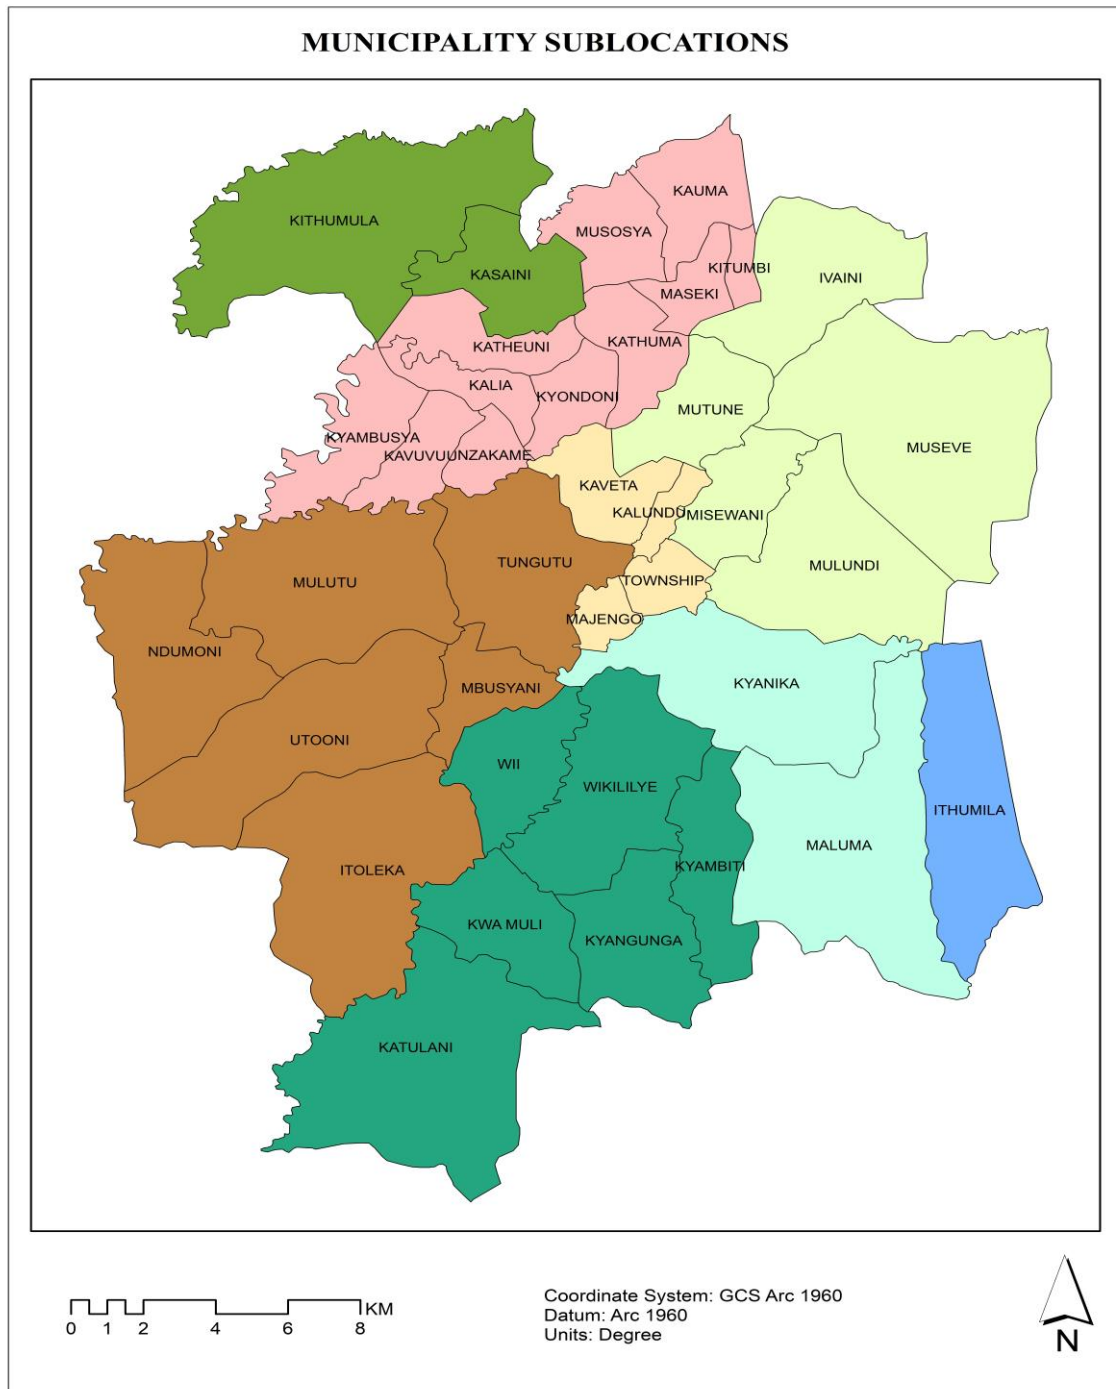 MUNICIPALITY SUBLOCATIONS
KITHUMULA
KAUMA
MUSOSYA
KASAINI
KITUMBI
IVAINI
MASEKI
KATHEUNI
KATHUMA
KALIA
KYONDONI
MUTUNE
KYAMBUSYA
MUSEVE
KAVUVUUNZAKAME
KAVETA
KALUNDU
MISEWANI
TUNGUTU
MULUTU
TOWNSHIP
MULUNDI
MAJENGO
NDUMONI
MBUSYANI
KYANIKA
UTOONI
WII
WIKILILYE
ITHUMILA
MALUMA
ITOLEKA
KYAMBITI
KWA MULI
KYANGUNGA
KATULANI
KM
0 1 2 4 6 8
Coordinate System: GCS Arc 1960
Datum: Arc 1960
Units: Degree
N